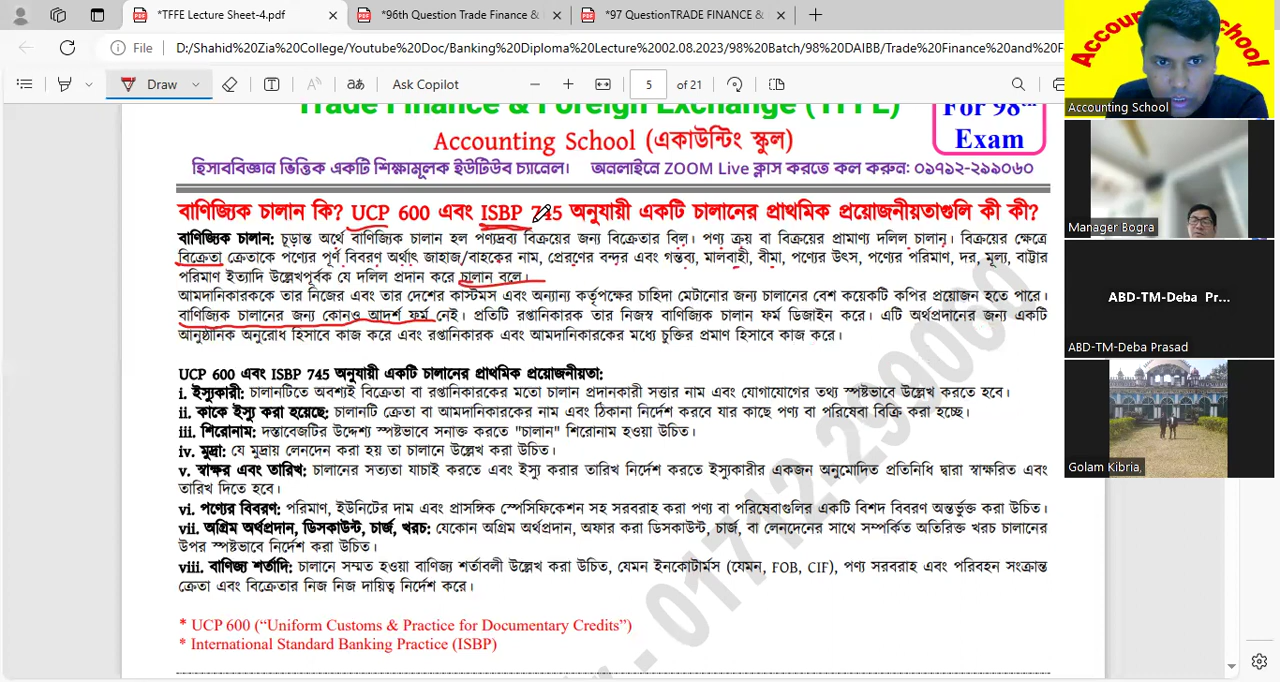 *TFFE Lecture Sheet-4.pdf
*96th Question Trade Finance &
*97 QuestionTRADE FINANCE &
File
D:/Shahid%20Zia%20College/Youtube%20Doc/Banking%20Diploma%20Lecture%2002.08.2023/98%20Batch/98%20DAIBB/Trade%20Finance%20and%20F
Draw
aあ
Ask Copilot
5
of 21
Trade Finance & Foreign Exchange (TFFE)
For 98th
Exam
Accounting School (একাউন্টিং স্কুল)
হিসাববিজ্ঞান ভিত্তিক একটি শিক্ষামূলক ইউটিউব চ্যানেল। অনলাইনে ZOOM Live ক্লাস করতে কল করুন: ০১৭১২-২৯৯০৬০
বাণিজ্যিক চালান কি? UCP 600 এবং ISBP 745 অনুযায়ী একটি চালানের প্রাথমিক প্রয়োজনীয়তাগুলি কী কী?
বাণিজ্যিক চালান: চূড়ান্ত অর্থে বাণিজ্যিক চালান হল পণ্যদ্রব্য বিক্রয়ের জন্য বিক্রেতার বিল। পণ্য ক্রয় বা বিক্রয়ের প্রামাণ্য দলিল চালান। বিক্রয়ের ক্ষেত্রে
বিক্রেতা ক্রেতাকে পণ্যের পূর্ণ বিবরণ অর্থাৎ জাহাজ/বাহকের নাম, প্রেরণের বন্দর এবং গন্তব্য, মালবাহী, বীমা, পণ্যের উৎস, পণ্যের পরিমাণ, দর, মূল্য, বাট্টার
পরিমাণ ইত্যাদি উল্লেখপূর্বক যে দলিল প্রদান করে চালান বলে।
আমদানিকারককে তার নিজের এবং তার দেশের কাস্টমস এবং অন্যান্য কর্তৃপক্ষের চাহিদা মেটানোর জন্য চালানের বেশ কয়েকটি কপির প্রয়োজন হতে পারে।
বাণিজ্যিক চালানের জন্য কোনও আদর্শ ফর্ম নেই। প্রতিটি রপ্তানিকারক তার নিজস্ব বাণিজ্যিক চালান ফর্ম ডিজাইন করে। এটি অর্থপ্রদানের জন্য একটি
আনুষ্ঠানিক অনুরোধ হিসাবে কাজ করে এবং রপ্তানিকারক এবং আমদানিকারকের মধ্যে চুক্তির প্রমাণ হিসাবে কাজ করে।
UCP 600 এবং ISBP 745 অনুযায়ী একটি চালানের প্রাথমিক প্রয়োজনীয়তা:
i. ইস্যুকারী: চালানটিতে অবশ্যই বিক্রেতা বা রপ্তানিকারকের মতো চালান প্রদানকারী সত্তার নাম এবং যোগাযোগের তথ্য স্পষ্টভাবে উল্লেখ করতে হবে।
ii. কাকে ইস্যু করা হয়েছে: চালানটি ক্রেতা বা আমদানিকারকের নাম এবং ঠিকানা নির্দেশ করবে যার কাছে পণ্য বা পরিষেবা বিক্রি করা হচ্ছে।
iii. শিরোনাম: দস্তাবেজটির উদ্দেশ্য স্পষ্টভাবে সনাক্ত করতে "চালান" শিরোনাম হওয়া উচিত।
iv. মুদ্রা: যে মুদ্রায় লেনদেন করা হয় তা চালানে উল্লেখ করা উচিত।
v. স্বাক্ষর এবং তারিখ: চালানের সত্যতা যাচাই করতে এবং ইস্যু করার তারিখ নির্দেশ করতে ইস্যুকারীর একজন অনুমোদিত প্রতিনিধি দ্বারা স্বাক্ষরিত এবং
তারিখ দিতে হবে।
vi. পণ্যের বিবরণ: পরিমাণ, ইউনিটের দাম এবং প্রাসঙ্গিক স্পেসিফিকেশন সহ সরবরাহ করা পণ্য বা পরিষেবাগুলির একটি বিশদ বিবরণ অন্তর্ভুক্ত করা উচিত।
vii. অগ্রিম অর্থপ্রদান, ডিসকাউন্ট, চার্জ, খরচ: যেকোন অগ্রিম অর্থপ্রদান, অফার করা ডিসকাউন্ট, চার্জ, বা লেনদেনের সাথে সম্পর্কিত অতিরিক্ত খরচ চালানের
উপর স্পষ্টভাবে নির্দেশ করা উচিত।
viii. বাণিজ্য শর্তাদি: চালানে সম্মত হওয়া বাণিজ্য শর্তাবলী উল্লেখ করা উচিত, যেমন ইনকোটার্মস (যেমন, FOB, CIF), পণ্য সরবরাহ এবং পরিবহন সংক্রান্ত
ক্রেতা এবং বিক্রেতার নিজ নিজ দায়িত্ব নির্দেশ করে।
* UCP 600 (“Uniform Customs & Practice for Documentary Credits”)
* International Standard Banking Practice (ISBP)
01712-299060
Accounting School
Accounting School
Manager Bogra
ABD-TM-Deba Pr...
ABD-TM-Deba Prasad
Golam Kibria,